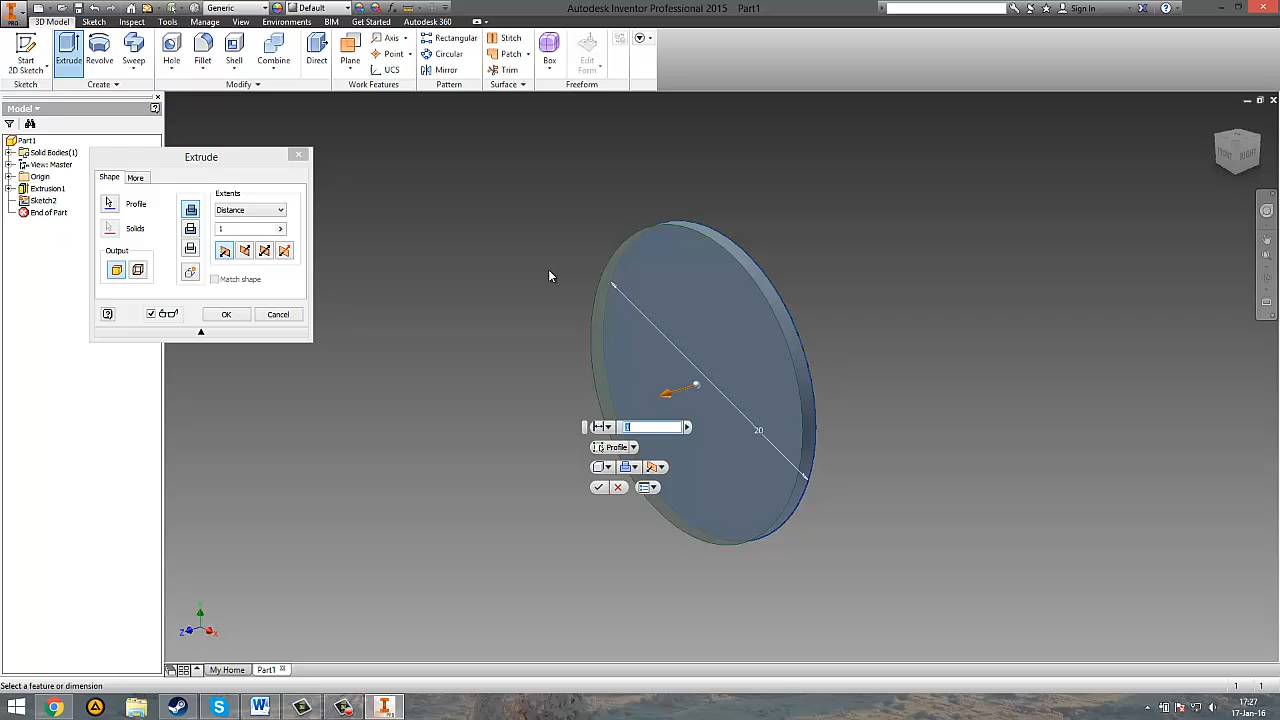 PRO
Generic
Default
Autodesk Inventor Professional 2015 Part1
Sign In
3D Model Sketch Inspect Tools Manage View Environments BIM Get Started Autodesk 360
Start
2D Sketch
Extrude
Revolve
Sweep
Hole
Fillet
Shell
Combine
Direct
Plane
Axis
Point
UCS
Rectangular
Circular
Mirror
Stitch
Patch
Trim
Box
Edit
Form
Sketch
Create
Modify
Work Features
Pattern
Surface
Freeform
Model
Part1
Solid Bodies(1)
View: Master
Origin
Extrusion1
Sketch2
End of Part
Extrude
Shape
More
Profile
Solids
Output
Extents
Distance
1
Match shape
OK
Cancel
FRONT
RIGHT
20
1
Profile
Z
X
My Home
Part1
Select a feature or dimension
1
1
17:27
17-Jan-16